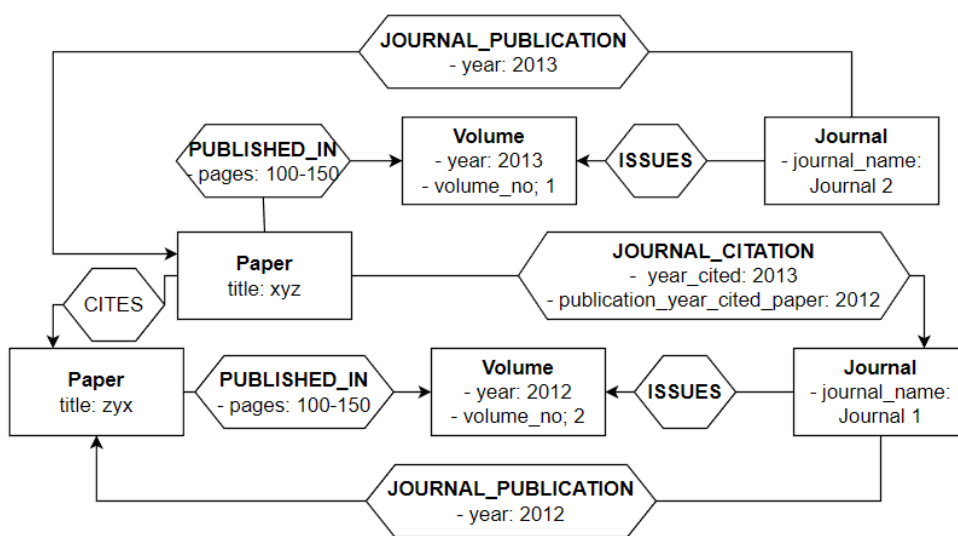 JOURNAL_PUBLICATION
- year: 2013
PUBLISHED_IN
- pages: 100-150
Volume
- year: 2013
- volume_no; 1
ISSUES
Journal
- journal_name:
Journal 2
Paper
title: xyz
JOURNAL_CITATION
- year_cited: 2013
- publication_year_cited_paper: 2012
CITES
Paper
title: zyx
PUBLISHED_IN
- pages: 100-150
Volume
- year: 2012
- volume_no; 2
ISSUES
Journal
- journal_name:
Journal 1
JOURNAL_PUBLICATION
- year: 2012